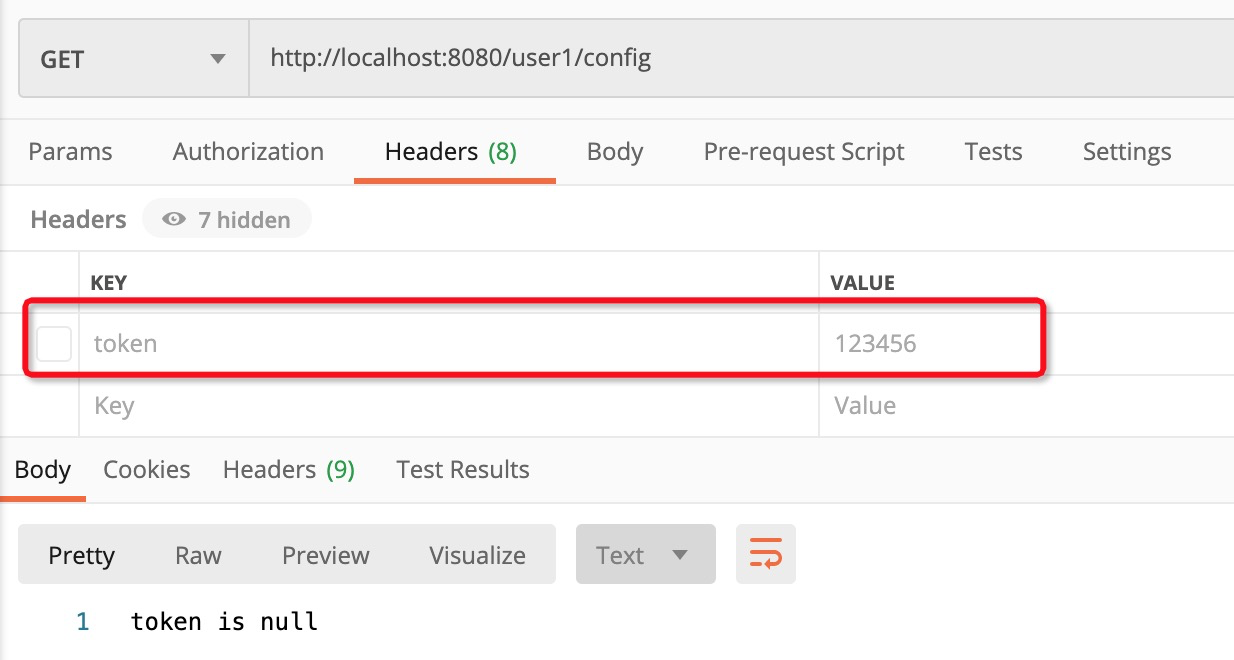 GET http://localhost:8080/user1/config
Params Authorization Headers (8) Body Pre-request Script Tests Settings
Headers 7 hidden
KEY VALUE
token 123456
Key Value
Body Cookies Headers (9) Test Results
Pretty Raw Preview Visualize Text
1 token is null